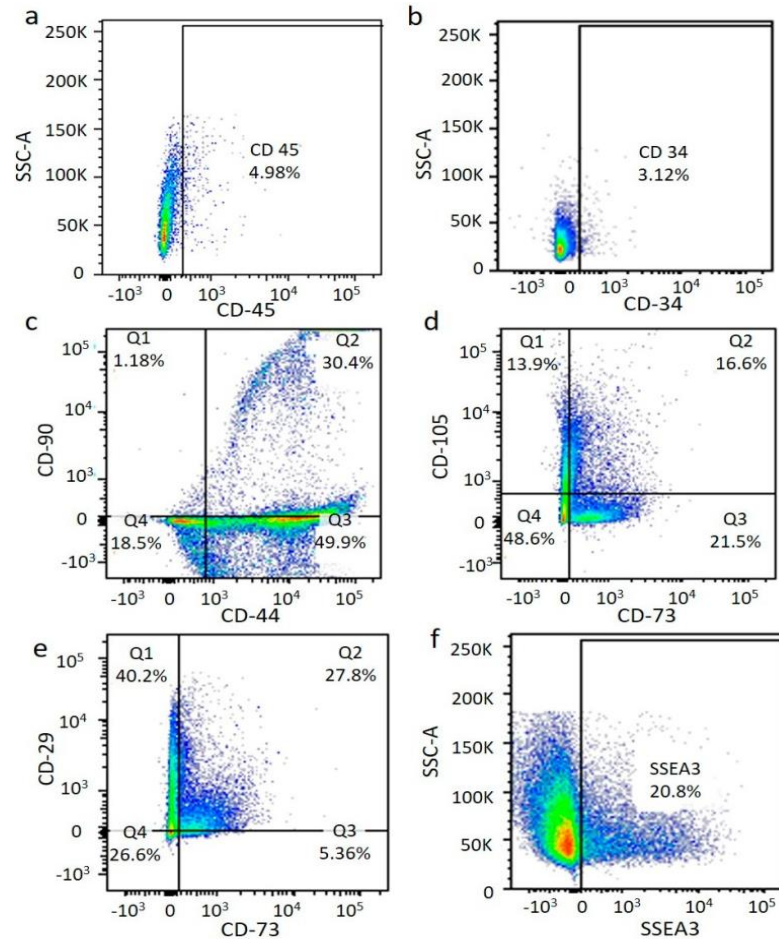 a
250K
200K
150K
100K
50K
0
SSC-A
CD 45
4.98%
-10³ 0 10³ 10⁴ 10⁵
CD-45
b
250K
200K
150K
100K
50K
0
SSC-A
CD 34
3.12%
-10³ 0 10³ 10⁴ 10⁵
CD-34
c
Q1
1.18%
Q2
30.4%
10⁵
10⁴
10³
0
-10³
CD-90
Q4
18.5%
Q3
49.9%
-10³ 0 10³ 10⁴ 10⁵
CD-44
d
Q1
13.9%
Q2
16.6%
10⁵
10⁴
10³
0
-10³
CD-105
Q4
48.6%
Q3
21.5%
-10³ 0 10³ 10⁴ 10⁵
CD-73
e
Q1
40.2%
Q2
27.8%
10⁵
10⁴
10³
0
-10³
CD-29
Q4
26.6%
Q3
5.36%
-10³ 0 10³ 10⁴ 10⁵
CD-73
f
250K
200K
150K
100K
50K
0
SSC-A
SSEA3
20.8%
-10³ 0 10³ 10⁴ 10⁵
SSEA3